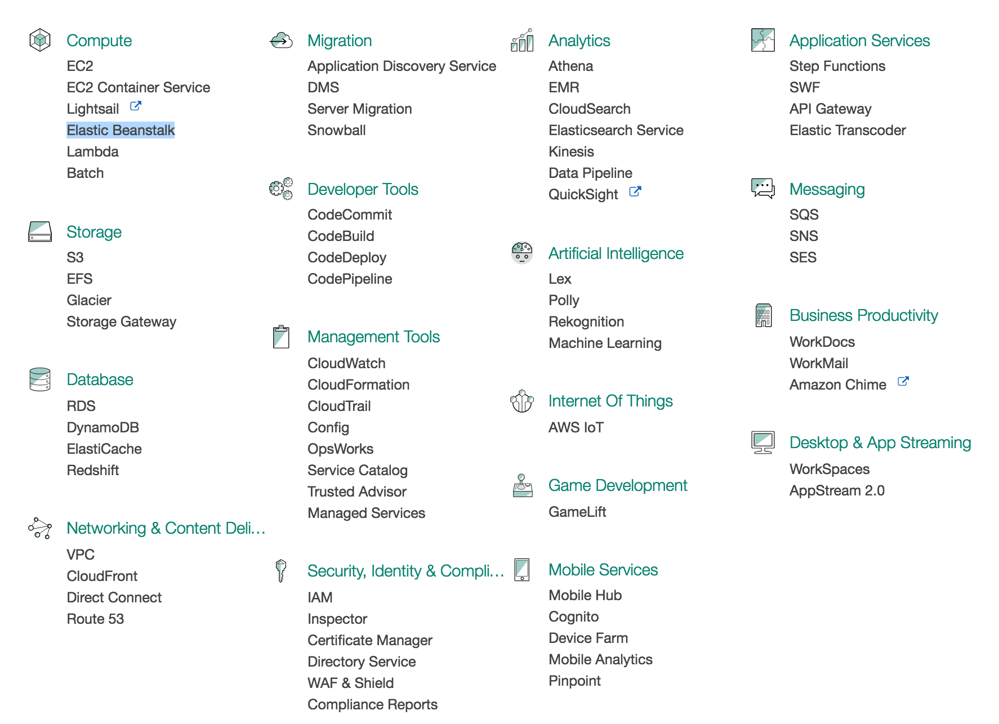 Compute
EC2
EC2 Container Service
Lightsail
Elastic Beanstalk
Lambda
Batch
Storage
S3
EFS
Glacier
Storage Gateway
Database
RDS
DynamoDB
ElastiCache
Redshift
Networking & Content Deli…
VPC
CloudFront
Direct Connect
Route 53
Migration
Application Discovery Service
DMS
Server Migration
Snowball
Developer Tools
CodeCommit
CodeBuild
CodeDeploy
CodePipeline
Management Tools
CloudWatch
CloudFormation
CloudTrail
Config
OpsWorks
Service Catalog
Trusted Advisor
Managed Services
Security, Identity & Compli…
IAM
Inspector
Certificate Manager
Directory Service
WAF & Shield
Compliance Reports
Analytics
Athena
EMR
CloudSearch
Elasticsearch Service
Kinesis
Data Pipeline
QuickSight
Artificial Intelligence
Lex
Polly
Rekognition
Machine Learning
Internet Of Things
AWS IoT
Game Development
GameLift
Mobile Services
Mobile Hub
Cognito
Device Farm
Mobile Analytics
Pinpoint
Application Services
Step Functions
SWF
API Gateway
Elastic Transcoder
Messaging
SQS
SNS
SES
Business Productivity
WorkDocs
WorkMail
Amazon Chime
Desktop & App Streaming
WorkSpaces
AppStream 2.0